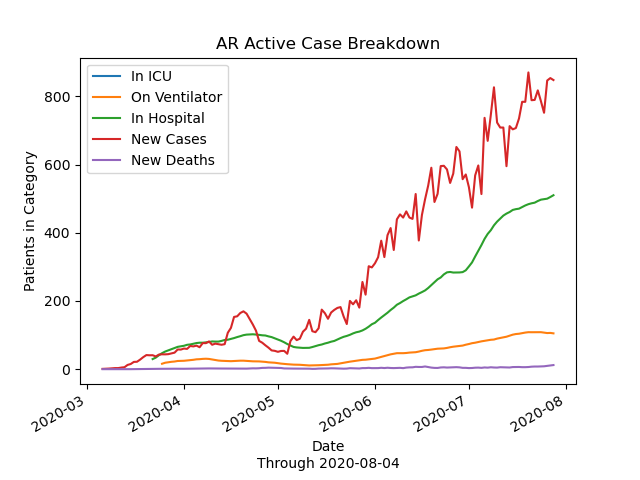 AR Active Case Breakdown
In ICU
On Ventilator
In Hospital
New Cases
New Deaths
Patients in Category
800
600
400
200
0
2020-03
2020-04
2020-05
2020-06
2020-07
2020-08
Date
Through 2020-08-04